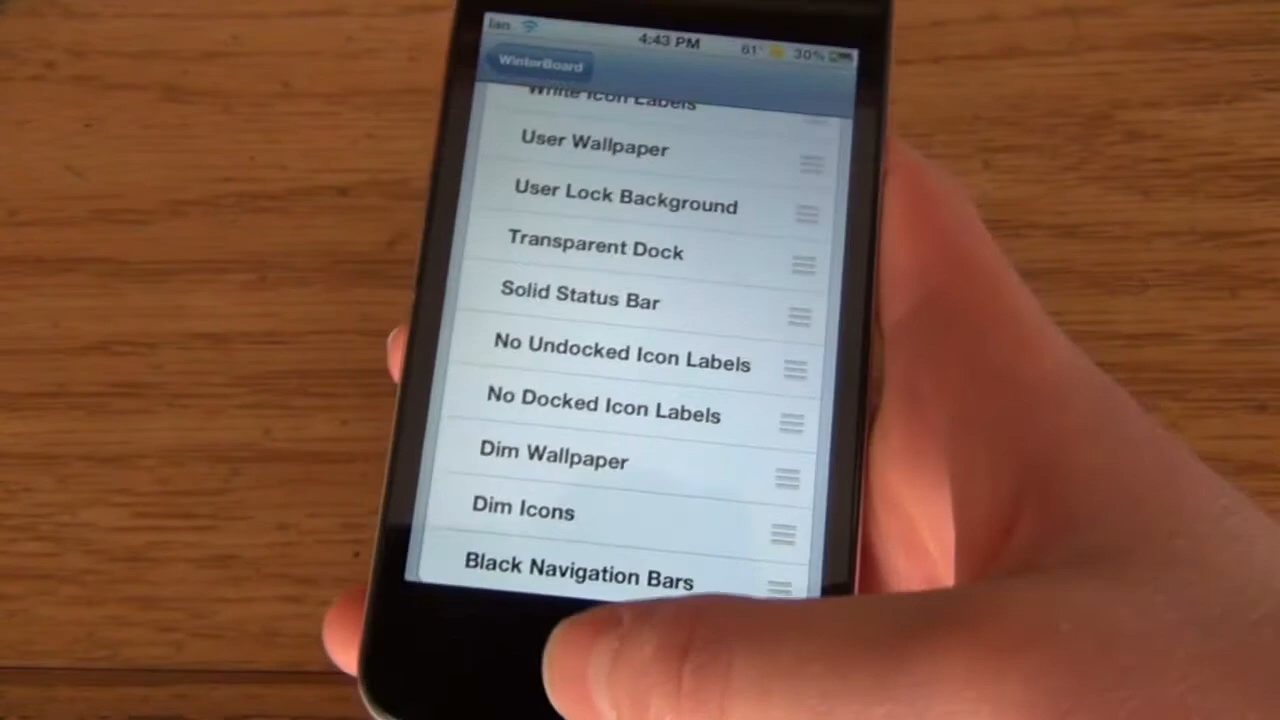 Ian 4:43 PM 61° 30%
WinterBoard
White Icon Labels
User Wallpaper
User Lock Background
Transparent Dock
Solid Status Bar
No Undocked Icon Labels
No Docked Icon Labels
Dim Wallpaper
Dim Icons
Black Navigation Bars